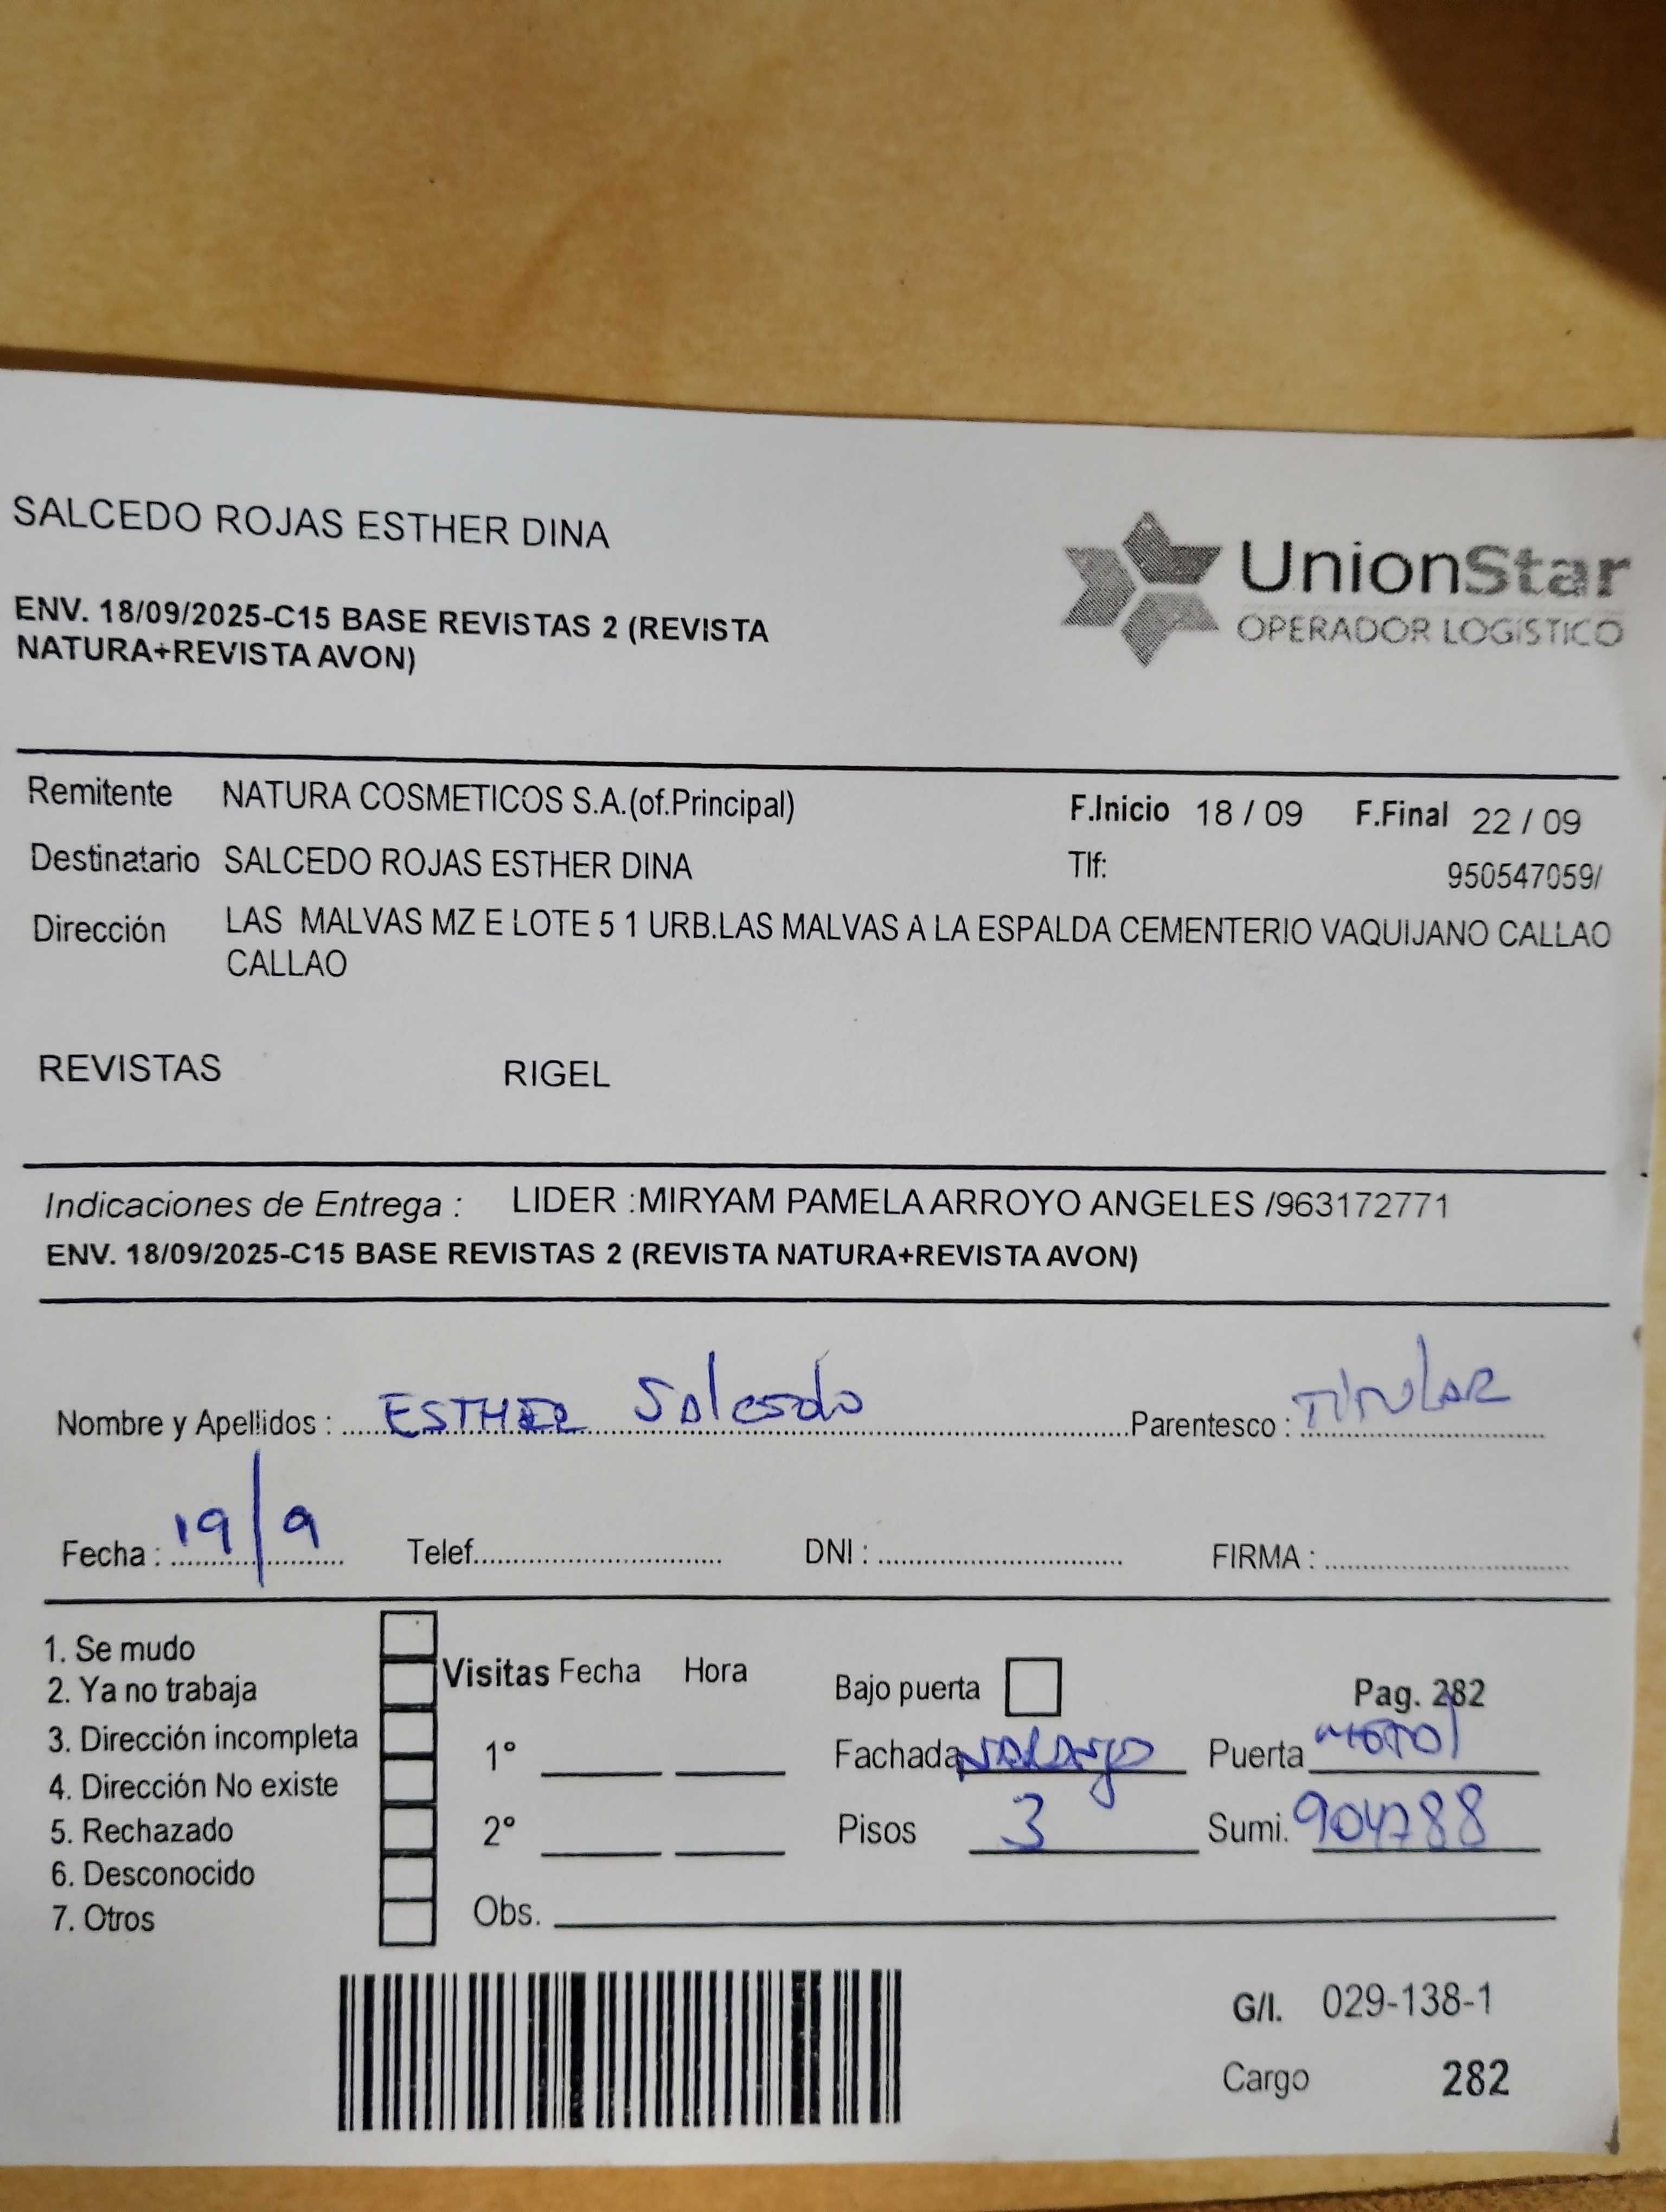 SALCEDO ROJAS ESTHER DINA
UnionStar
OPERADOR LOGÍSTICO
ENV. 18/09/2025-C15 BASE REVISTAS 2 (REVISTA
NATURA+REVISTA AVON)
Remitente NATURA COSMETICOS S.A.(of.Principal) F.Inicio 18 / 09 F.Final 22 / 09
Destinatario SALCEDO ROJAS ESTHER DINA Tlf: 950547059/
Dirección LAS MALVAS MZ E LOTE 5 1 URB.LAS MALVAS A LA ESPALDA CEMENTERIO VAQUIJANO CALLAO
CALLAO
REVISTAS RIGEL
Indicaciones de Entrega : LIDER :MIRYAM PAMELA ARROYO ANGELES /963172771
ENV. 18/09/2025-C15 BASE REVISTAS 2 (REVISTA NATURA+REVISTA AVON)
Nombre y Apellidos : ESTHER Salcedo Parentesco : TITULAR
Fecha : 19/9 Telef. DNI : FIRMA :
1. Se mudo
2. Ya no trabaja
3. Dirección incompleta
4. Dirección No existe
5. Rechazado
6. Desconocido
7. Otros
Visitas Fecha Hora
1°
2°
Obs.
Bajo puerta Pag. 282
Fachada NARANJO Puerta metal
Pisos 3 Sumi. 904788
G/I. 029-138-1
Cargo 282